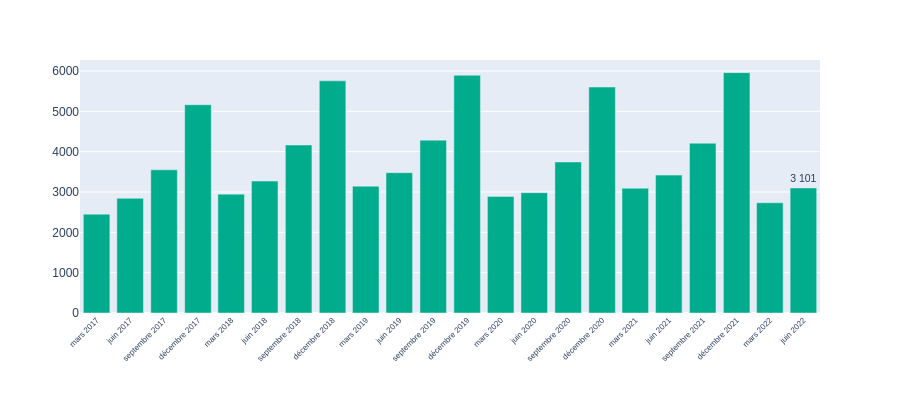 6000
5000
4000
3000
2000
1000
0
3 101
mars 2017
juin 2017
septembre 2017
décembre 2017
mars 2018
juin 2018
septembre 2018
décembre 2018
mars 2019
juin 2019
septembre 2019
décembre 2019
mars 2020
juin 2020
septembre 2020
décembre 2020
mars 2021
juin 2021
septembre 2021
décembre 2021
mars 2022
juin 2022